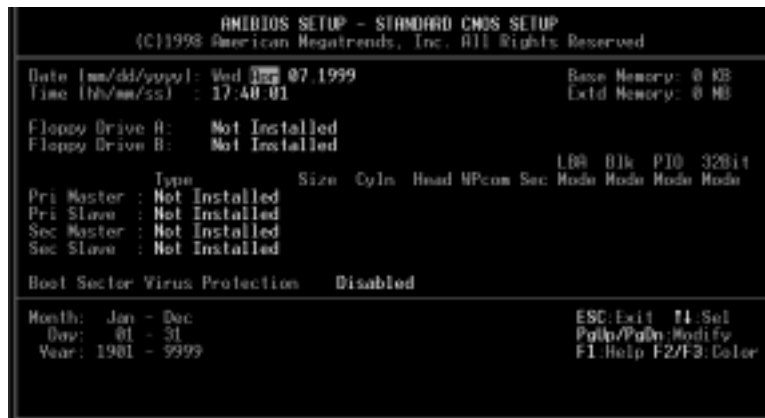 AMIBIOS SETUP - STANDARD CMOS SETUP
(C)1998 American Megatrends, Inc. All Rights Reserved
Date (mm/dd/yyyy): Wed Apr 07,1999 Base Memory: 0 KB
Time (hh/mm/ss) : 17:40:01 Extd Memory: 0 MB
Floppy Drive A: Not Installed
Floppy Drive B: Not Installed
LBA Blk PIO 32Bit
Type Size Cyln Head WPcom Sec Mode Mode Mode Mode
Pri Master : Not Installed
Pri Slave : Not Installed
Sec Master : Not Installed
Sec Slave : Not Installed
Boot Sector Virus Protection Disabled
Month: Jan - Dec ESC:Exit ↑↓:Sel
Day: 01 - 31 PgUp/PgDn:Modify
Year: 1901 - 9999 F1:Help F2/F3:Color